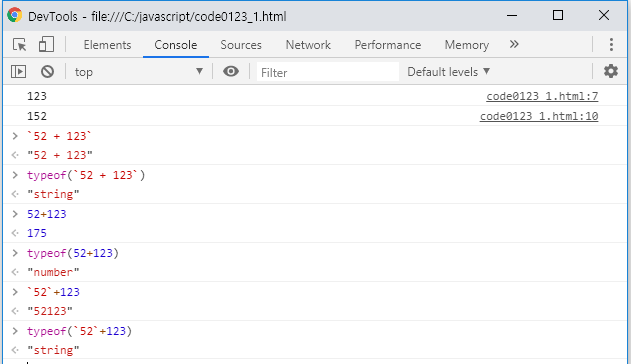 DevTools - file:///C:/javascript/code0123_1.html
Elements Console Sources Network Performance Memory »
top ▼ Filter Default levels ▼
123 code0123_1.html:7
152 code0123_1.html:10
> `52 + 123`
<· "52 + 123"
> typeof(`52 + 123`)
<· "string"
> 52+123
<· 175
> typeof(52+123)
<· "number"
> `52`+123
<· "52123"
> typeof(`52`+123)
<· "string"